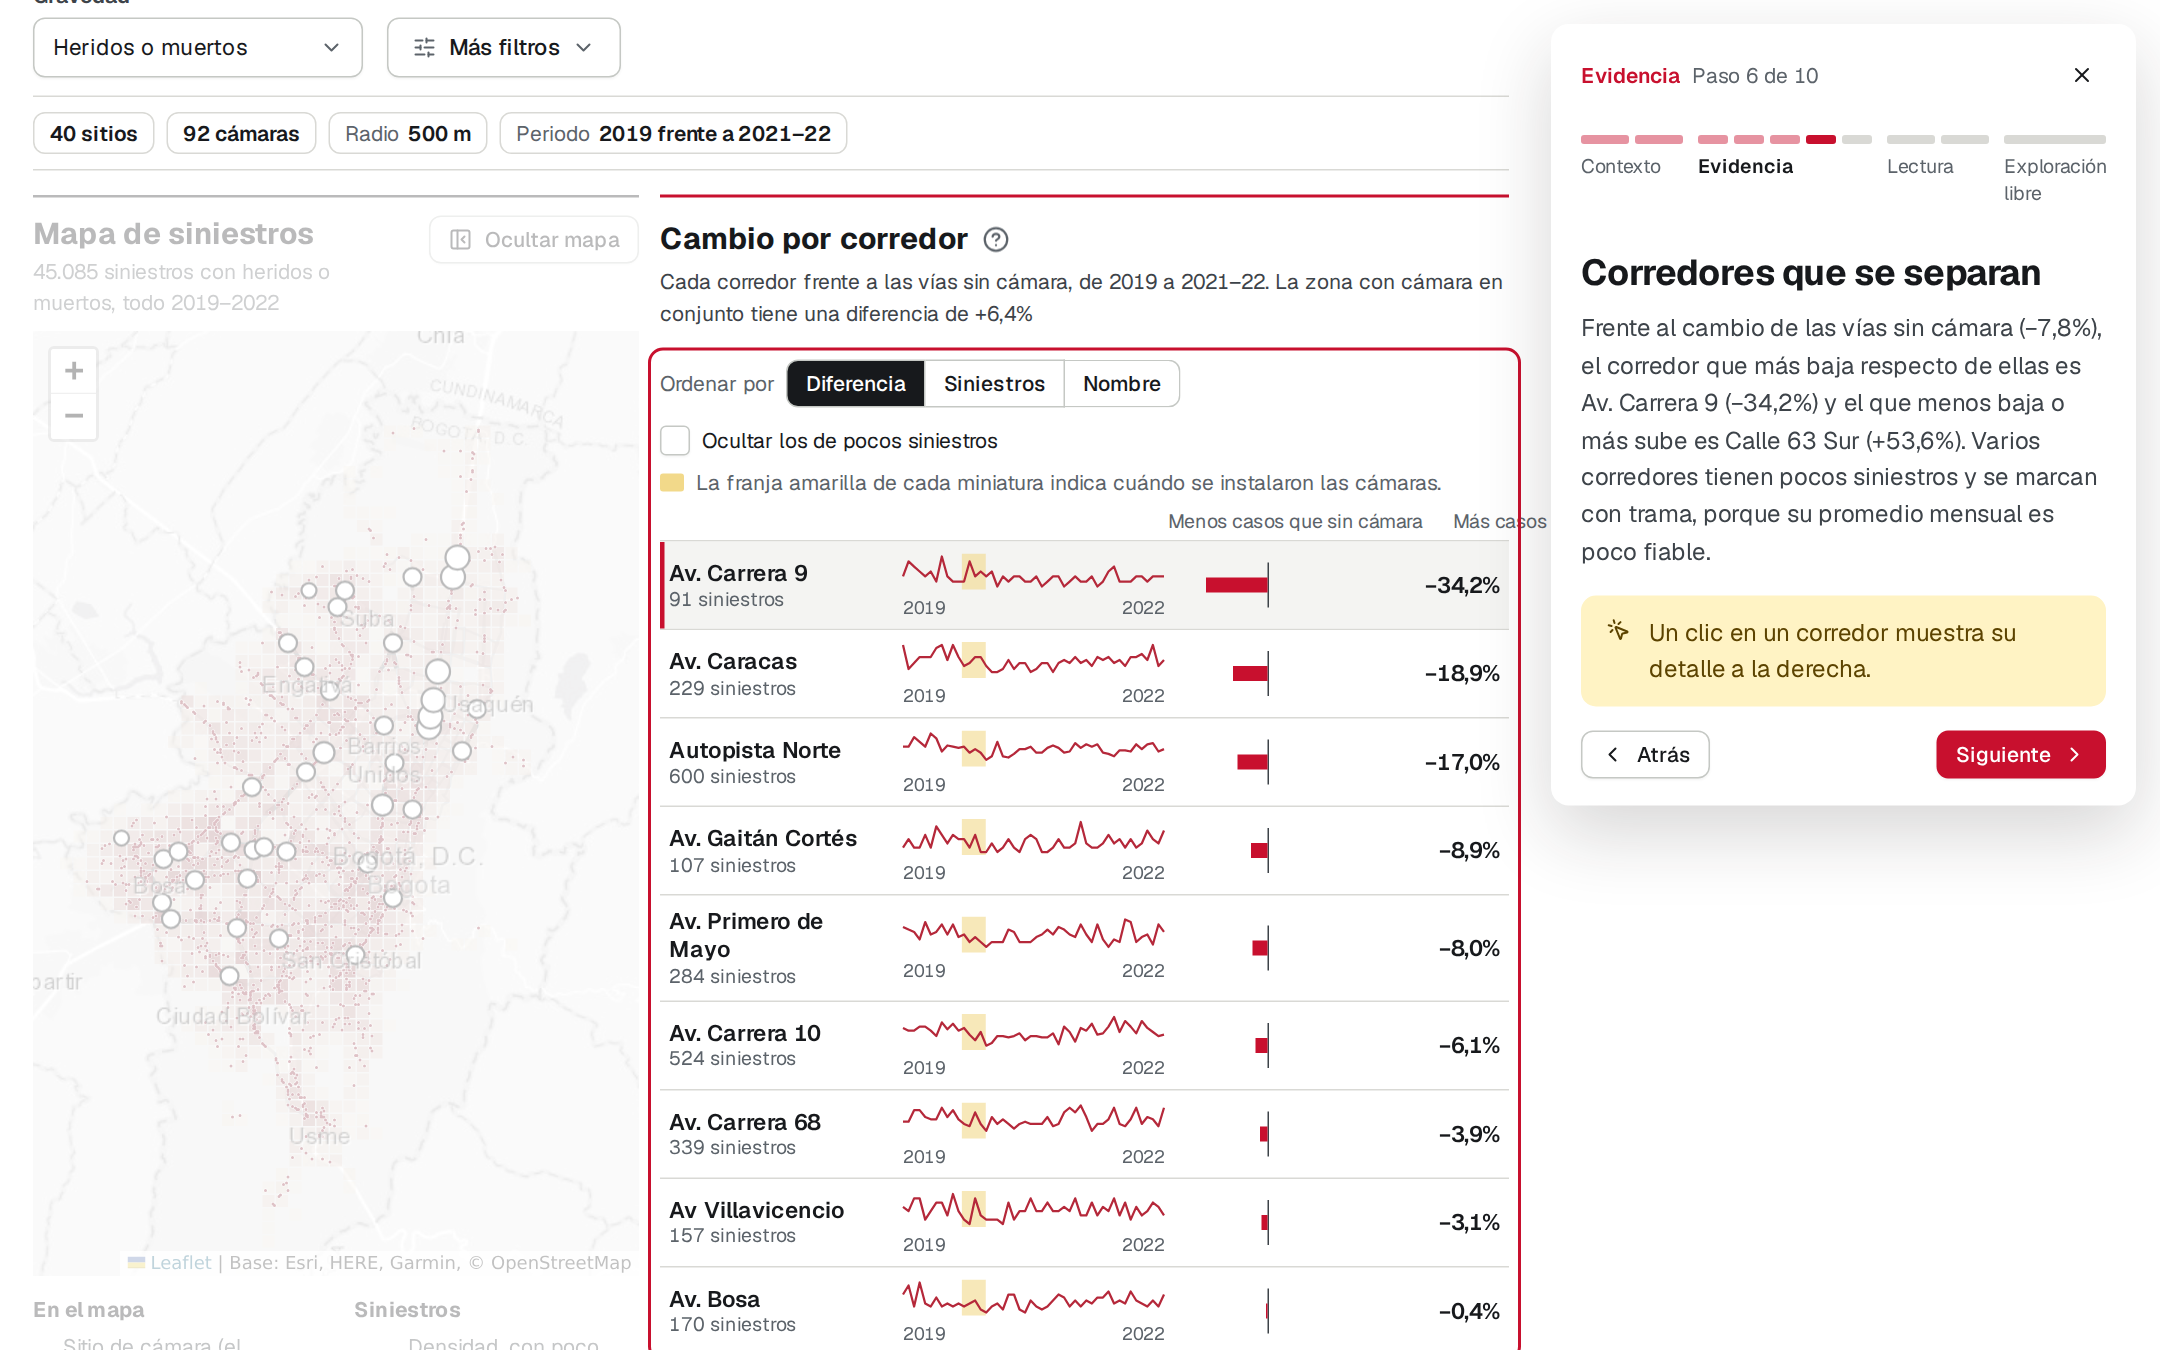 Gravedad
Heridos o muertos
Más filtros
40 sitios
92 cámaras
Radio 500 m
Periodo 2019 frente a 2021–22
Mapa de siniestros
Ocultar mapa
45.085 siniestros con heridos o
muertos, todo 2019–2022
+
−
Chía
CUNDINAMARCA
BOGOTÁ, D.C.
Suba
Engativá
Usaquén
Barrios
Unidos
Bogotá, D.C.
Bogota
Bosa
San Cristóbal
partir
Ciudad Bolívar
Usme
Leaflet | Base: Esri, HERE, Garmin, © OpenStreetMap
En el mapa
Siniestros
Sitio de cámara (el
Densidad, con poco
Cambio por corredor
Cada corredor frente a las vías sin cámara, de 2019 a 2021–22. La zona con cámara en
conjunto tiene una diferencia de +6,4%
Ordenar por Diferencia Siniestros Nombre
Ocultar los de pocos siniestros
La franja amarilla de cada miniatura indica cuándo se instalaron las cámaras.
Menos casos que sin cámara Más casos
Av. Carrera 9
91 siniestros
2019 2022
–34,2%
Av. Caracas
229 siniestros
2019 2022
–18,9%
Autopista Norte
600 siniestros
2019 2022
–17,0%
Av. Gaitán Cortés
107 siniestros
2019 2022
–8,9%
Av. Primero de
Mayo
284 siniestros
2019 2022
–8,0%
Av. Carrera 10
524 siniestros
2019 2022
–6,1%
Av. Carrera 68
339 siniestros
2019 2022
–3,9%
Av Villavicencio
157 siniestros
2019 2022
–3,1%
Av. Bosa
170 siniestros
2019 2022
–0,4%
Evidencia Paso 6 de 10
Contexto
Evidencia
Lectura
Exploración
libre
Corredores que se separan
Frente al cambio de las vías sin cámara (–7,8%),
el corredor que más baja respecto de ellas es
Av. Carrera 9 (–34,2%) y el que menos baja o
más sube es Calle 63 Sur (+53,6%). Varios
corredores tienen pocos siniestros y se marcan
con trama, porque su promedio mensual es
poco fiable.
Un clic en un corredor muestra su
detalle a la derecha.
Atrás
Siguiente